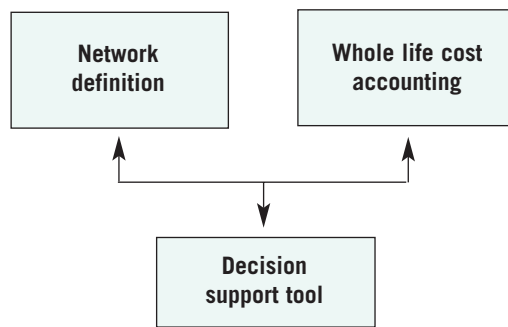 Network
definition
Whole life cost
accounting
Decision
support tool